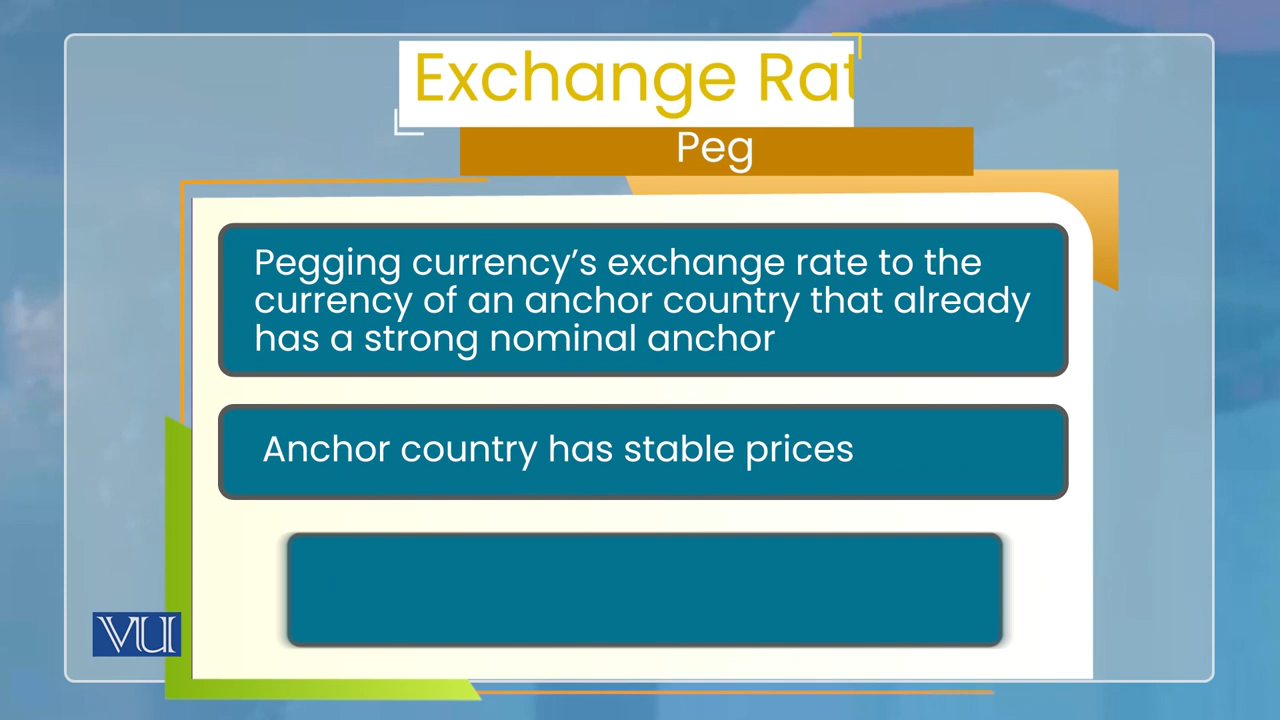 Exchange Rat
Peg
Pegging currency’s exchange rate to the
currency of an anchor country that already
has a strong nominal anchor
Anchor country has stable prices
VU